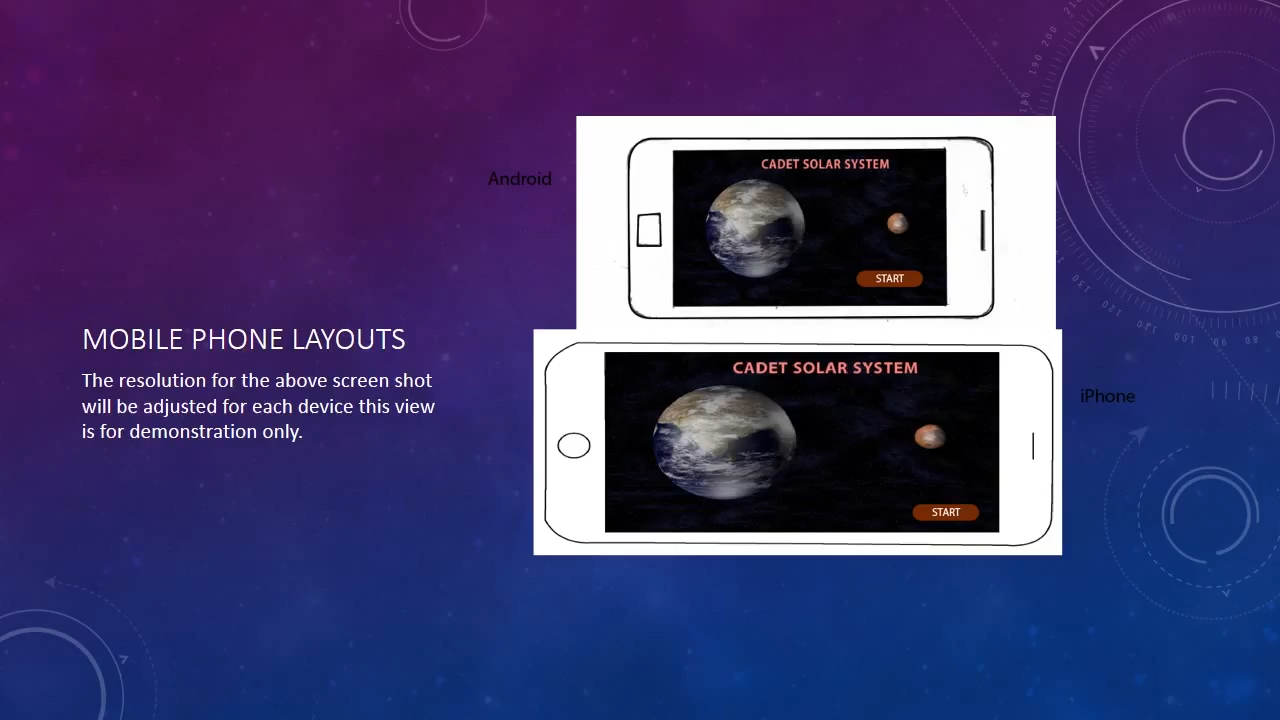 Android
CADET SOLAR SYSTEM
START
MOBILE PHONE LAYOUTS
The resolution for the above screen shot
will be adjusted for each device this view
is for demonstration only.
CADET SOLAR SYSTEM
START
iPhone